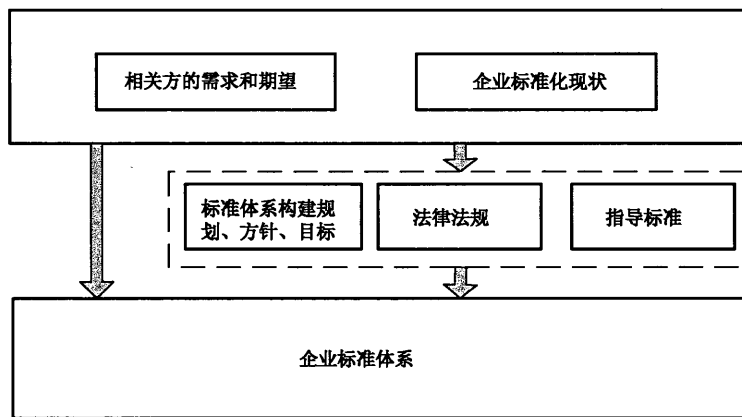 相关方的需求和期望
企业标准化现状
标准体系构建规
划、方针、目标
法律法规
指导标准
企业标准体系